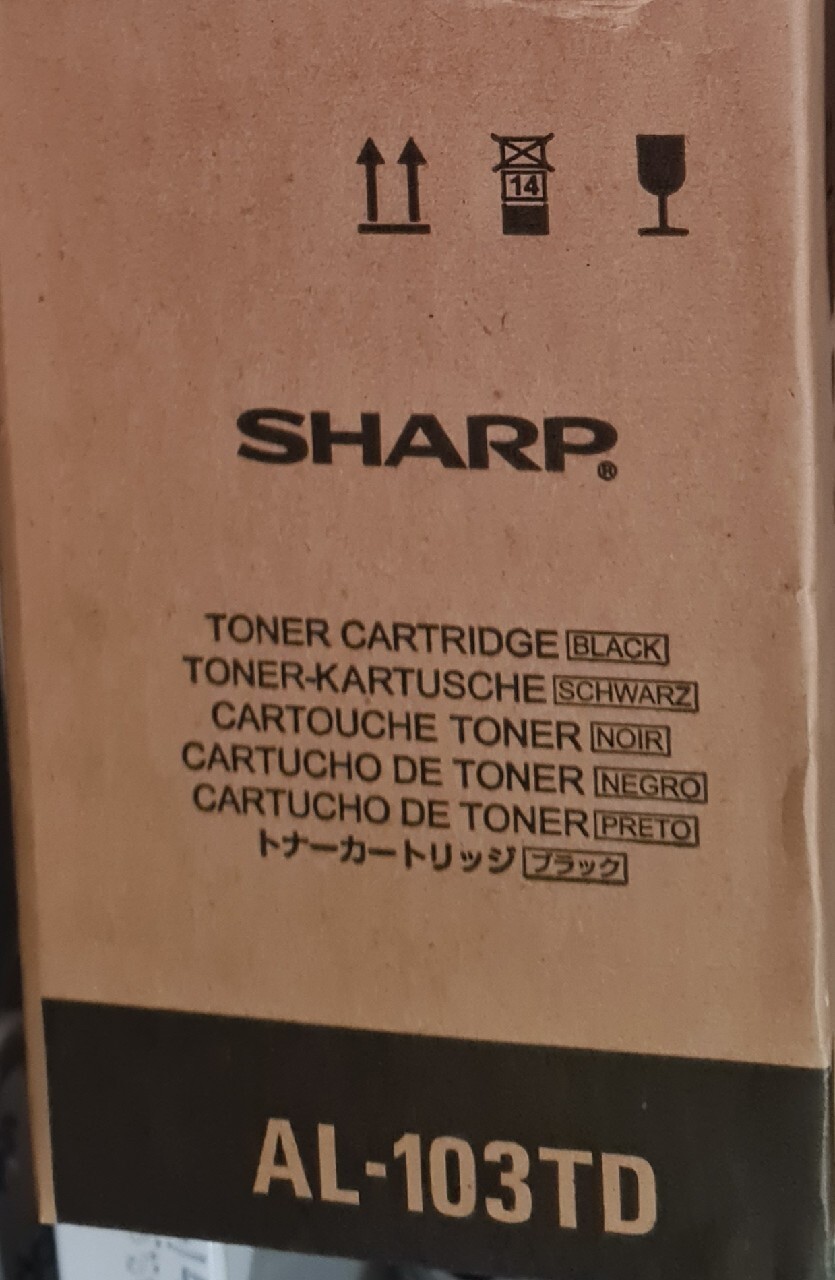 14
SHARP®
TONER CARTRIDGE BLACK
TONER-KARTUSCHE SCHWARZ
CARTOUCHE TONER NOIR
CARTUCHO DE TONER NEGRO
CARTUCHO DE TONER PRETO
トナーカートリッジ ブラック
AL-103TD